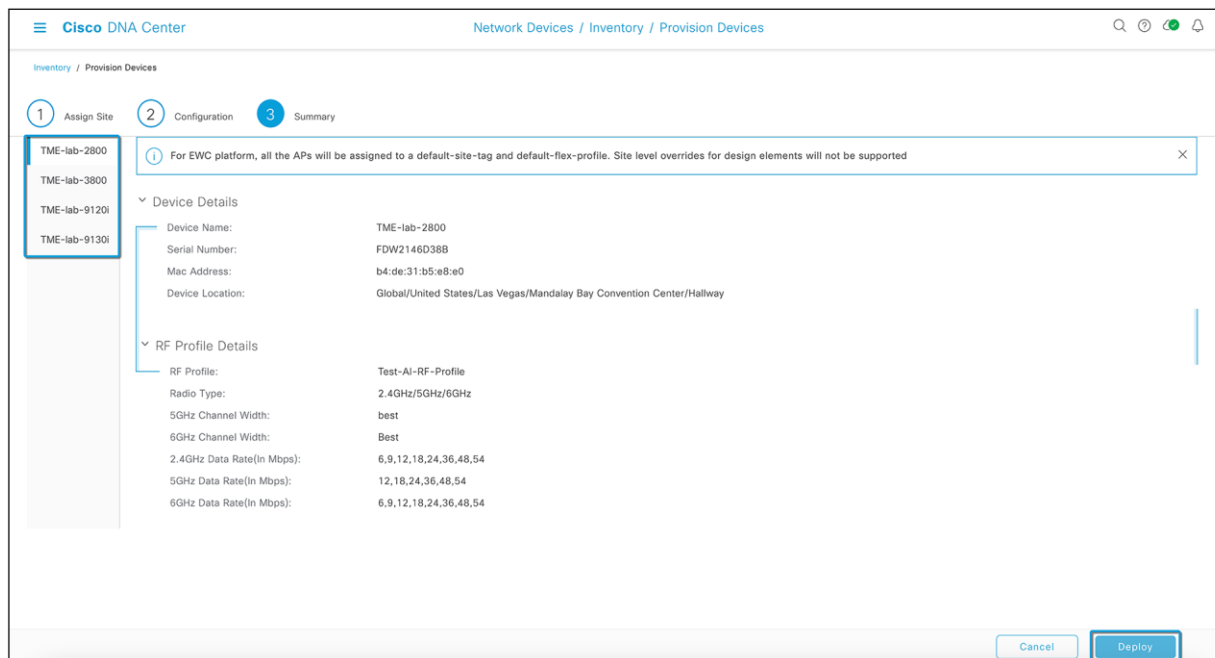 Cisco DNA Center
Network Devices / Inventory / Provision Devices
Inventory / Provision Devices
1 Assign Site 2 Configuration 3 Summary
TME-lab-2800
TME-lab-3800
TME-lab-9120i
TME-lab-9130i
For EWC platform, all the APs will be assigned to a default-site-tag and default-flex-profile. Site level overrides for design elements will not be supported
Device Details
Device Name: TME-lab-2800
Serial Number: FDW2146D38B
Mac Address: b4:de:31:b5:e8:e0
Device Location: Global/United States/Las Vegas/Mandalay Bay Convention Center/Hallway
RF Profile Details
RF Profile: Test-AI-RF-Profile
Radio Type: 2.4GHz/5GHz/6GHz
5GHz Channel Width: best
6GHz Channel Width: Best
2.4GHz Data Rate(In Mbps): 6,9,12,18,24,36,48,54
5GHz Data Rate(In Mbps): 12,18,24,36,48,54
6GHz Data Rate(In Mbps): 6,9,12,18,24,36,48,54
Cancel Deploy